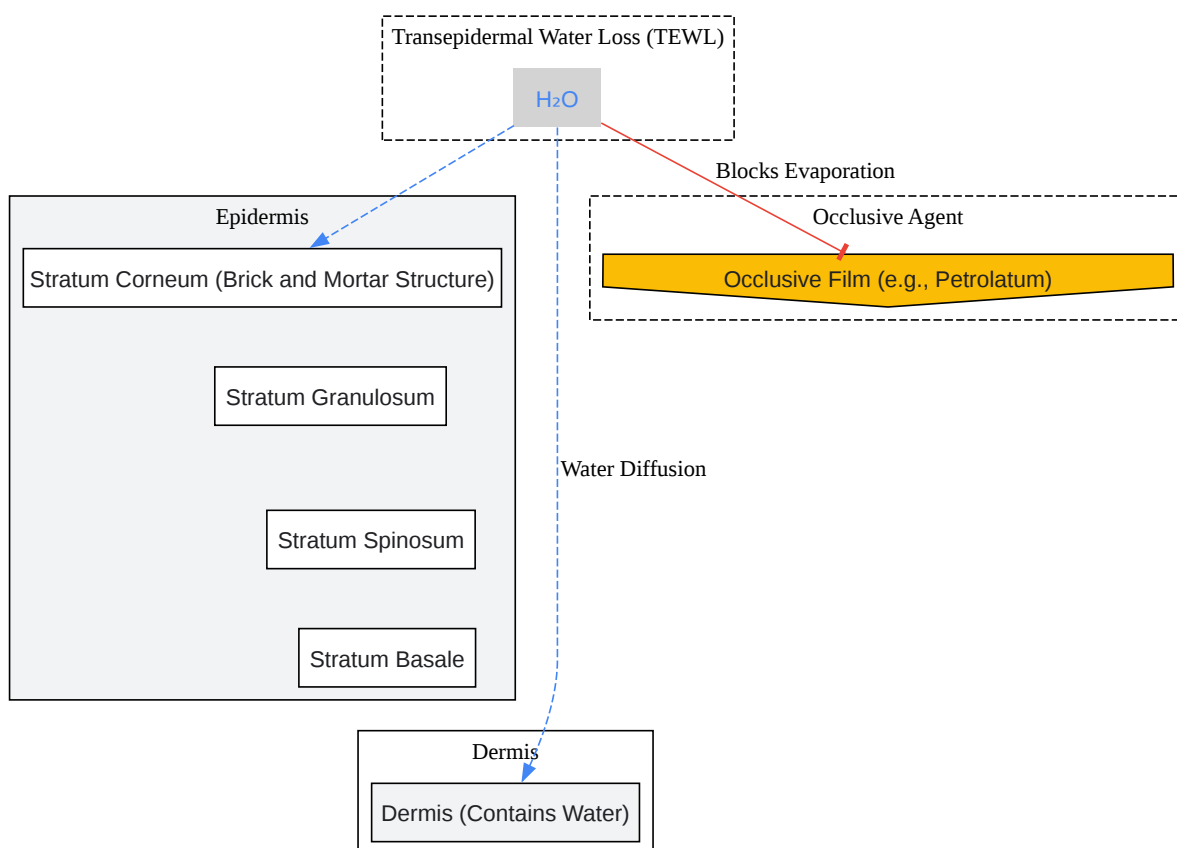 Transepidermal Water Loss (TEWL)
H₂O
Blocks Evaporation
Epidermis
Occlusive Agent
Stratum Corneum (Brick and Mortar Structure)
Occlusive Film (e.g., Petrolatum)
Stratum Granulosum
Water Diffusion
Stratum Spinosum
Stratum Basale
Dermis
Dermis (Contains Water)